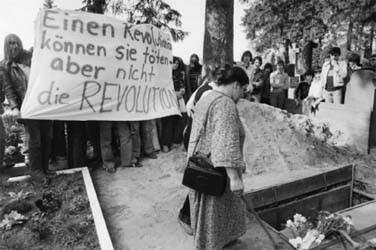 Einen Revolutionär
können sie töten
aber nicht
die REVOLUTION